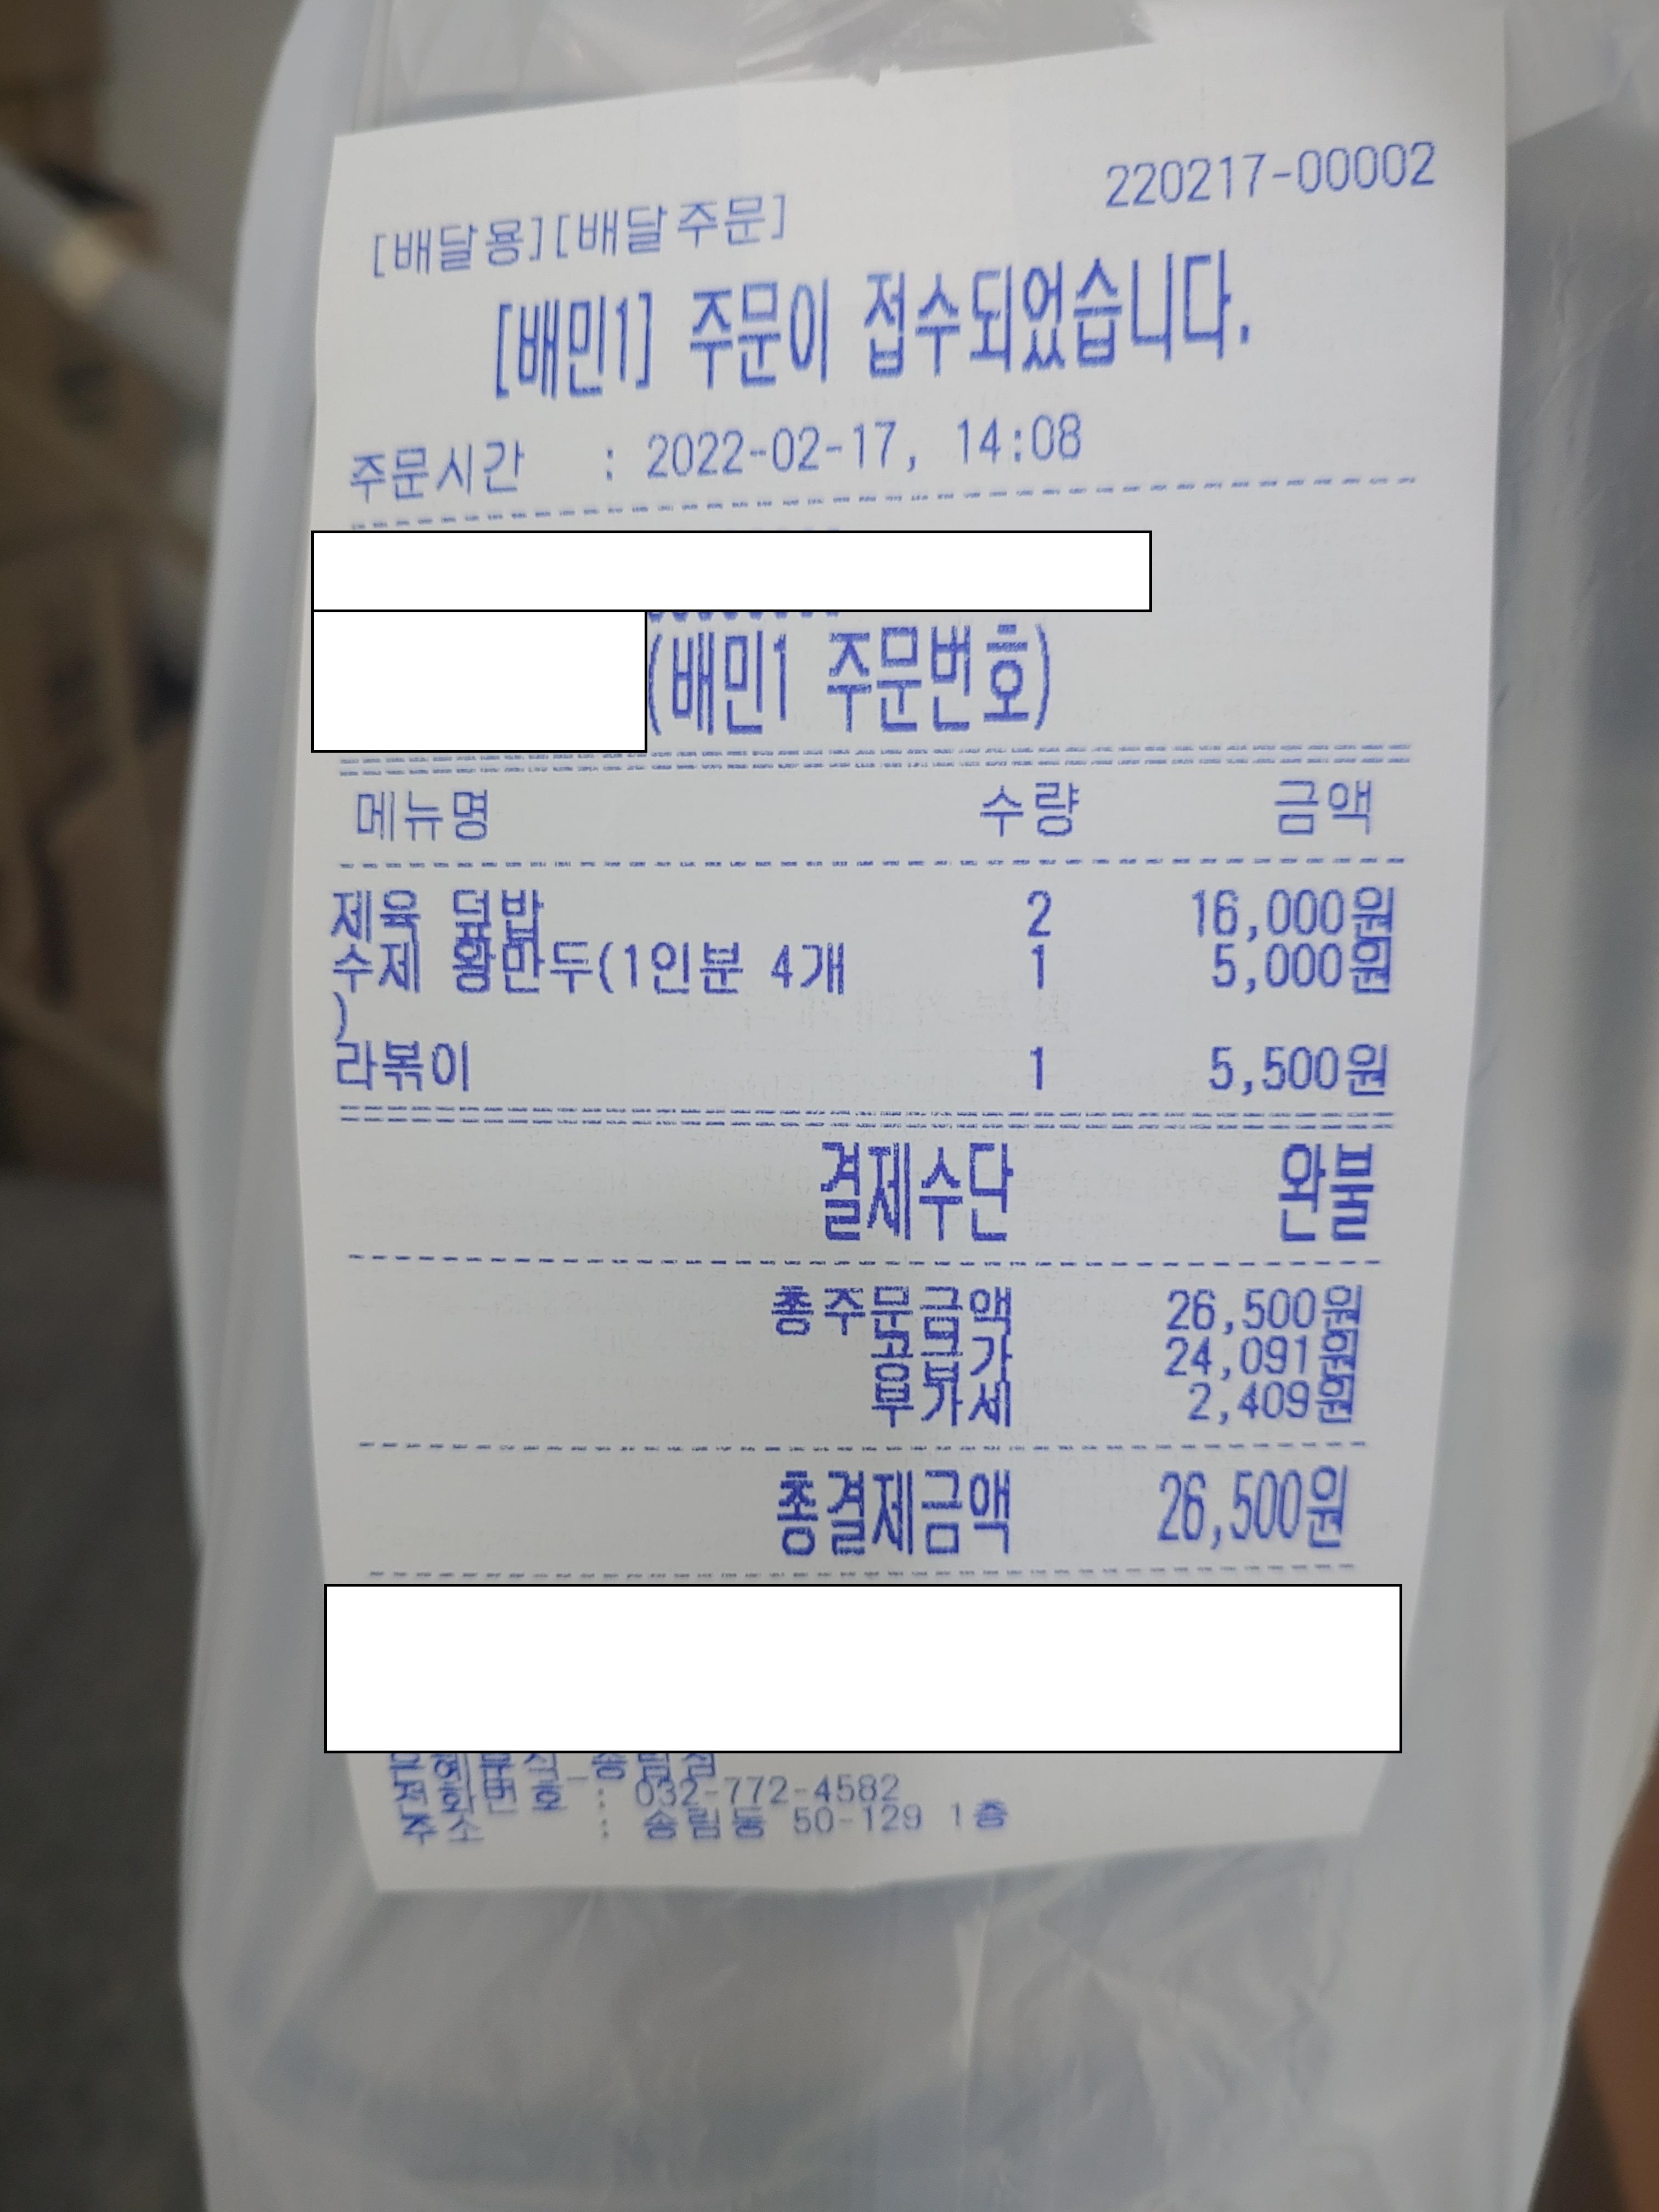 220217-00002
[배달용][배달주문]
[배민1] 주문이 접수되었습니다.
주문시간 : 2022-02-17, 14:08
(배민1 주문번호)
메뉴명 수량 금액
제육 덮밥 2 16,000원
수제 왕만두(1인분 4개 1 5,000원
)
라볶이 1 5,500원
결제수단 완불
총주문금액 26,500원
공급가 24,091원
부가세 2,409원
총결제금액 26,500원
송림점
전화번호 : 032-772-4582
주소 : 송림동 50-129 1층